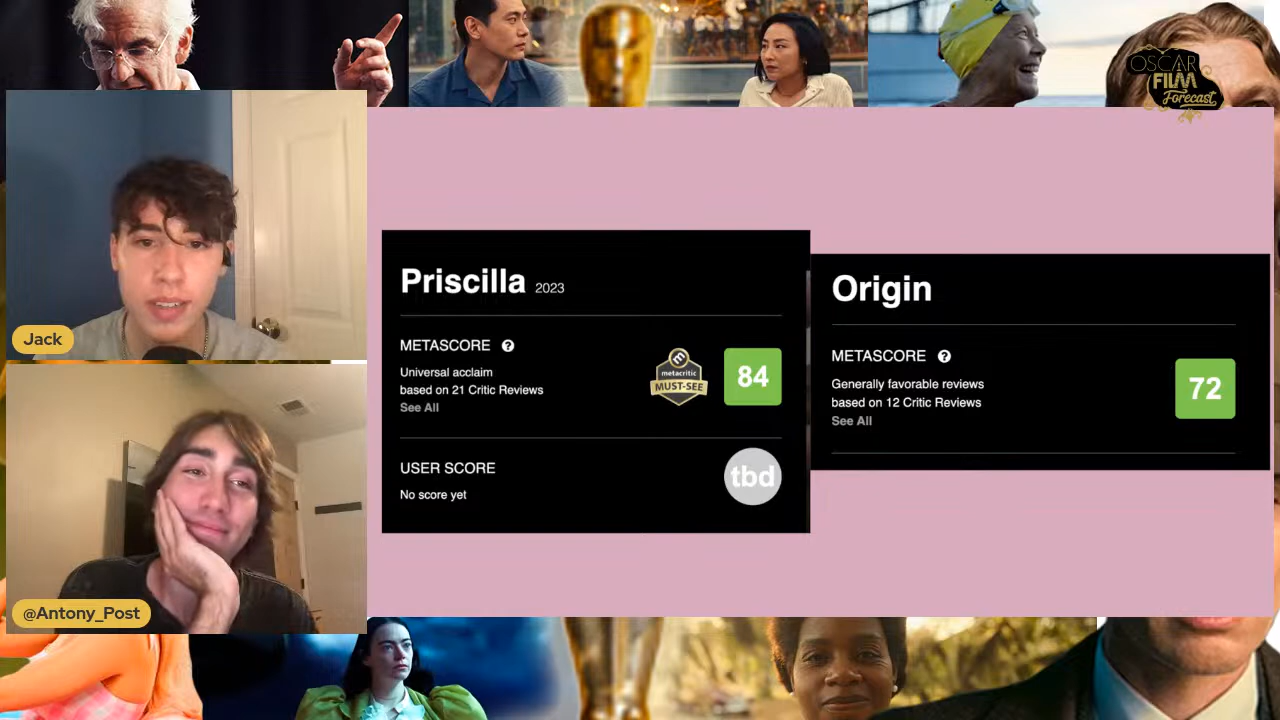 OSCAR
FILM
Forecast
Jack
@Antony_Post
Priscilla 2023
METASCORE ?
Universal acclaim
based on 21 Critic Reviews
See All
metacritic
MUST-SEE
84
USER SCORE
No score yet
tbd
Origin
METASCORE ?
Generally favorable reviews
based on 12 Critic Reviews
See All
72